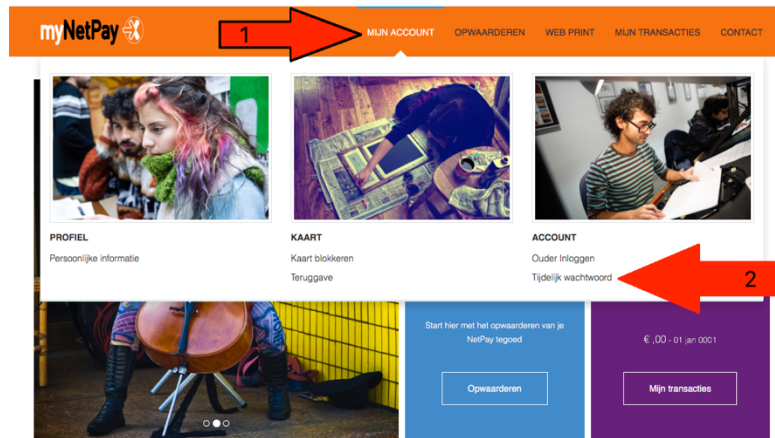 myNetPay
1
MIJN ACCOUNT
OPWAARDEREN
WEB PRINT
MIJN TRANSACTIES
CONTACT
PROFIEL
Persoonlijke informatie
KAART
Kaart blokkeren
Teruggave
ACCOUNT
Ouder Inloggen
Tijdelijk wachtwoord
2
Start hier met het opwaarderen van je
NetPay tegoed
Opwaarderen
€ ,00 - 01 jan 0001
Mijn transacties